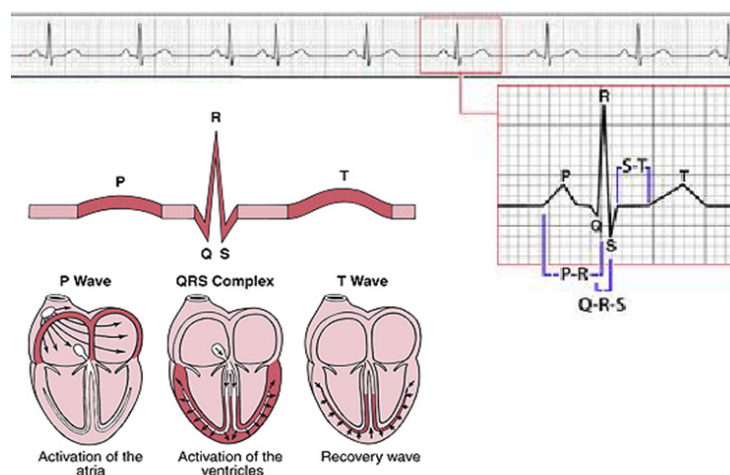 R
P
T
Q S
P Wave
QRS Complex
T Wave
Activation of the
atria
Activation of the
ventricles
Recovery wave
R
S-T
P
T
Q
S
P-R
Q-R-S